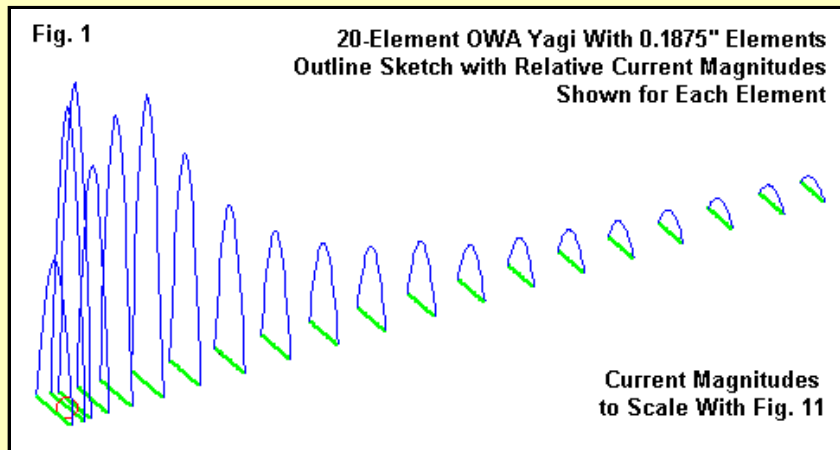 Fig. 1
20-Element OWA Yagi With 0.1875" Elements
Outline Sketch with Relative Current Magnitudes
Shown for Each Element
Current Magnitudes
to Scale With Fig. 11